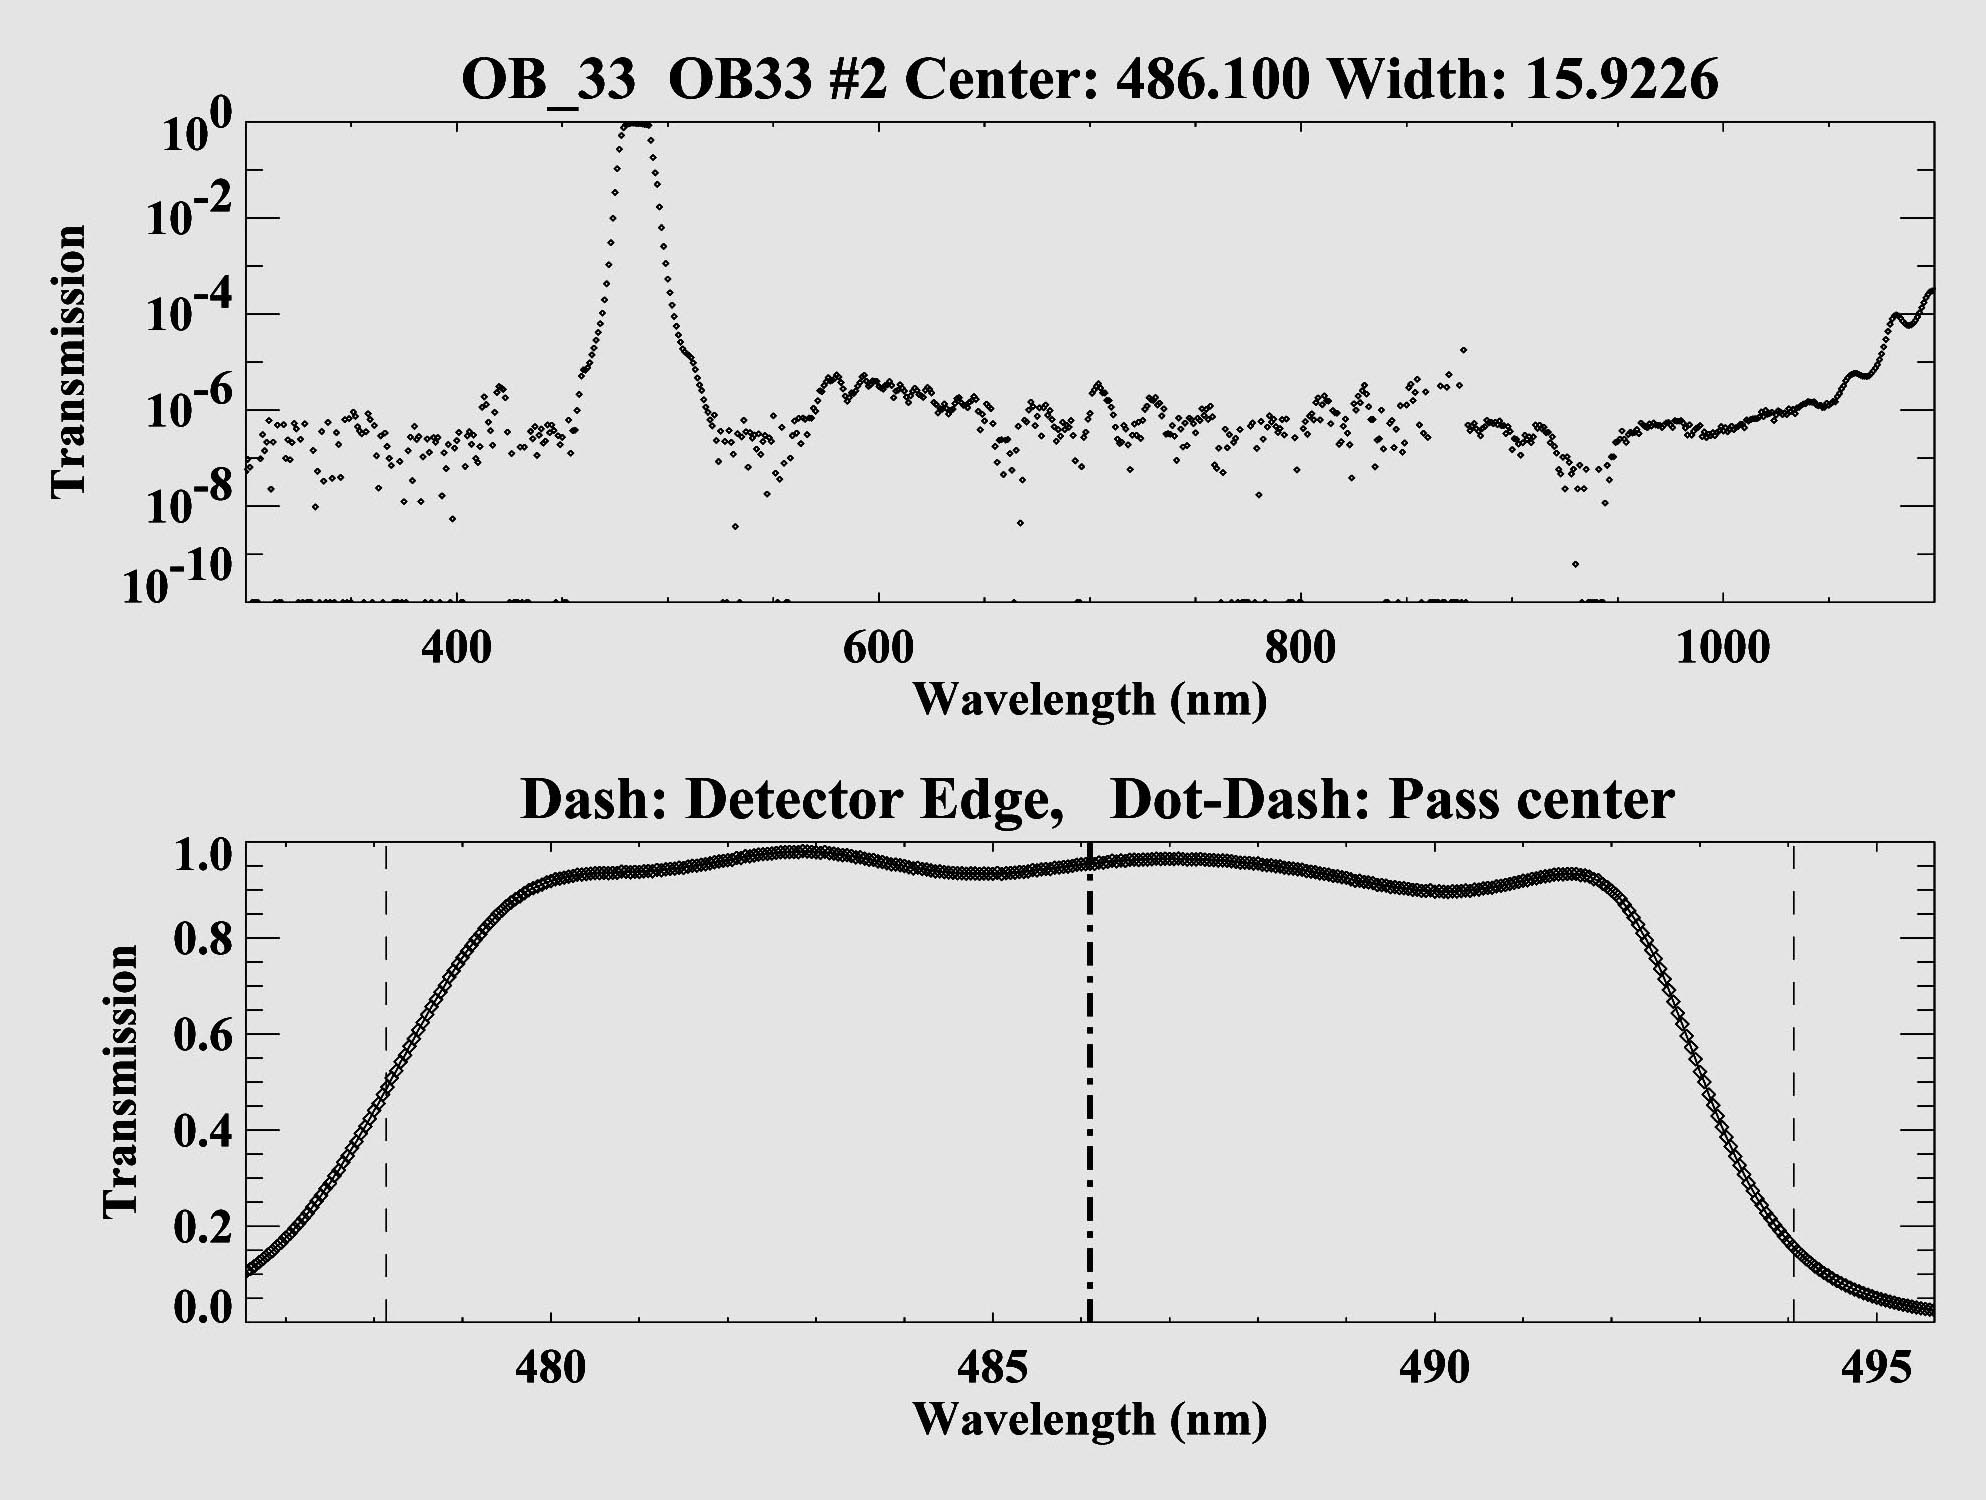 OB_33  OB33 #2 Center: 486.100 Width: 15.9226
Transmission
10^0
10^-2
10^-4
10^-6
10^-8
10^-10
400 600 800 1000
Wavelength (nm)
Dash: Detector Edge,   Dot-Dash: Pass center
Transmission
1.0
0.8
0.6
0.4
0.2
0.0
480 485 490 495
Wavelength (nm)